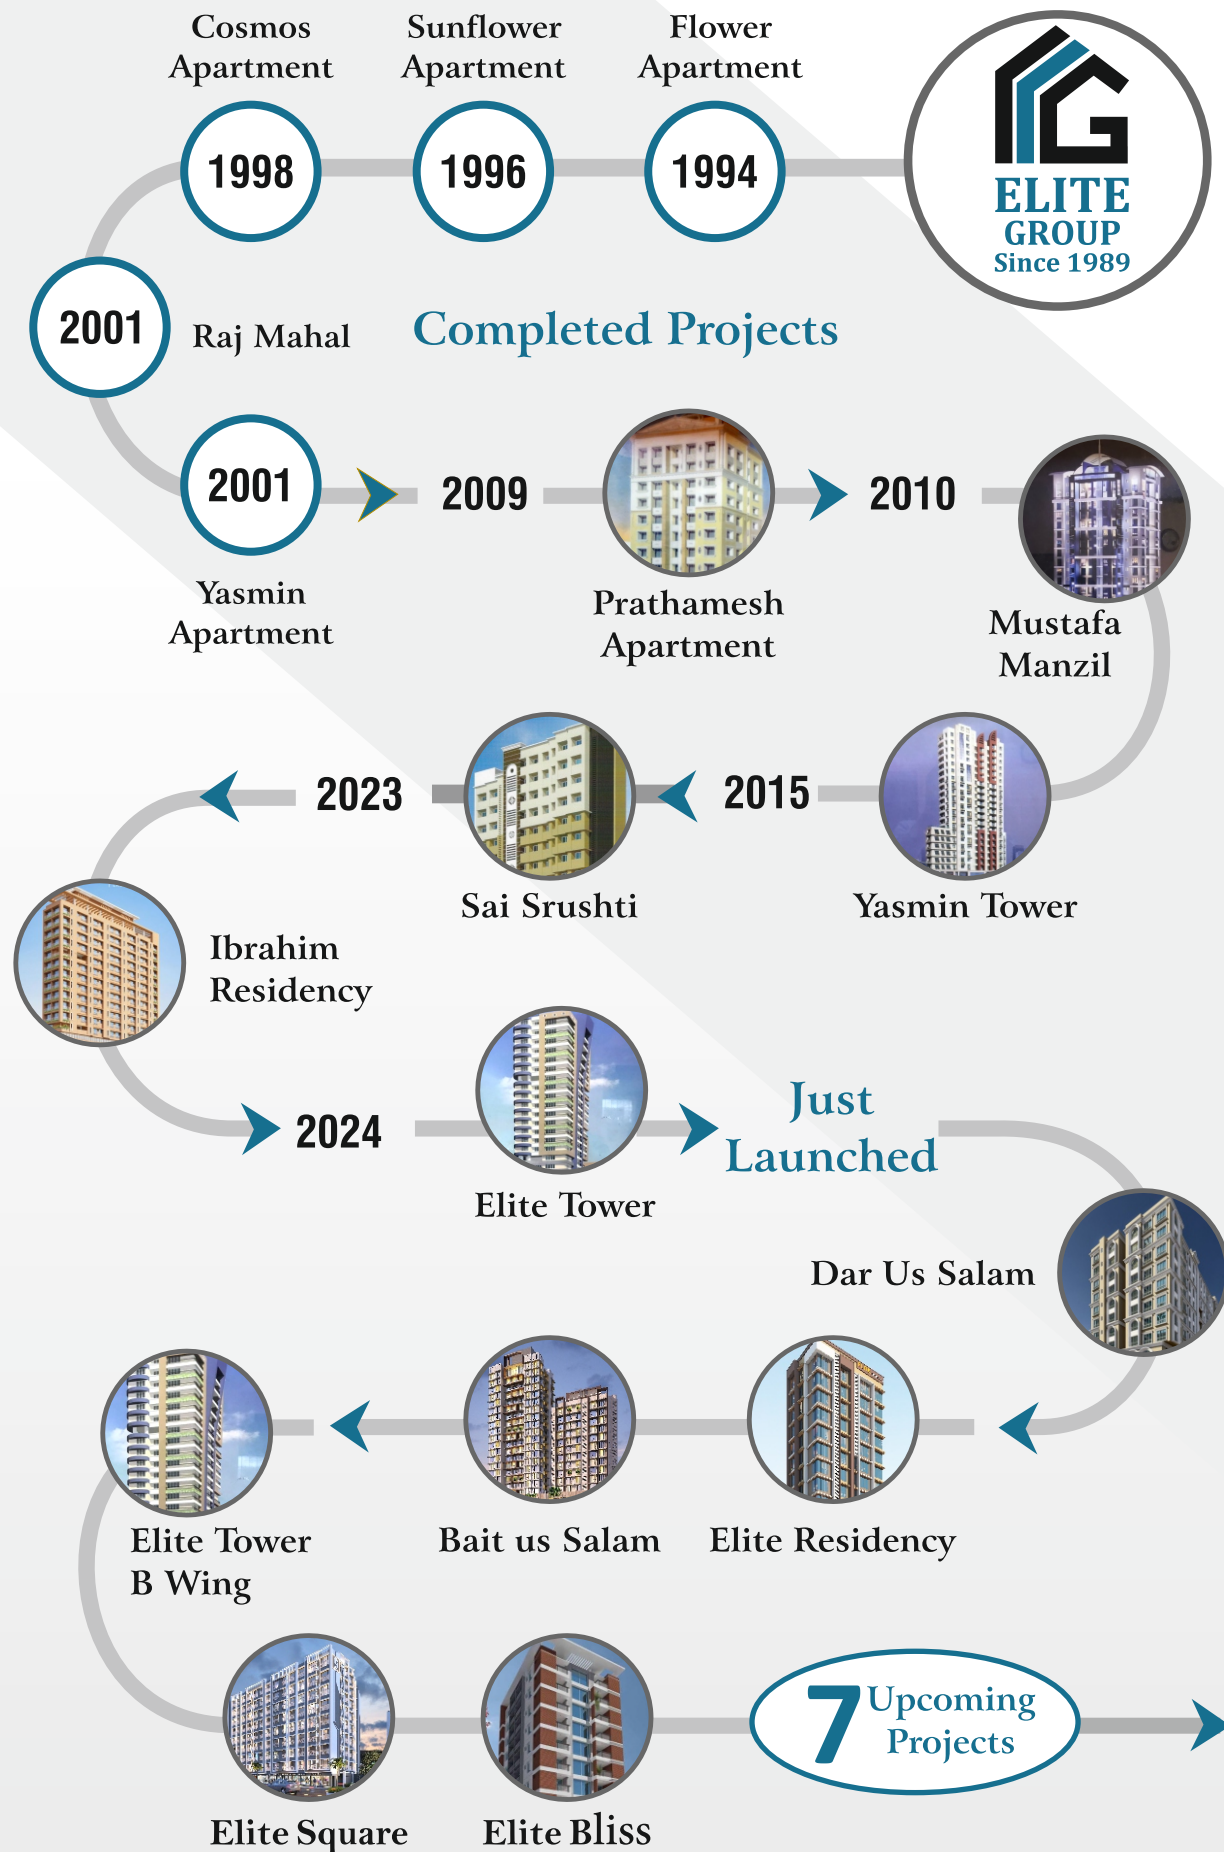 Cosmos
Apartment
Sunflower
Apartment
Flower
Apartment
1998
1996
1994
ELITE
GROUP
Since 1989
2001
Raj Mahal
Completed Projects
2001
Yasmin
Apartment
2009
Prathamesh
Apartment
2010
Mustafa
Manzil
2023
Sai Srushti
2015
Yasmin Tower
Ibrahim
Residency
2024
Elite Tower
Just
Launched
Dar Us Salam
Elite Tower
B Wing
Bait us Salam
Elite Residency
Elite Square
Elite Bliss
7 Upcoming
Projects